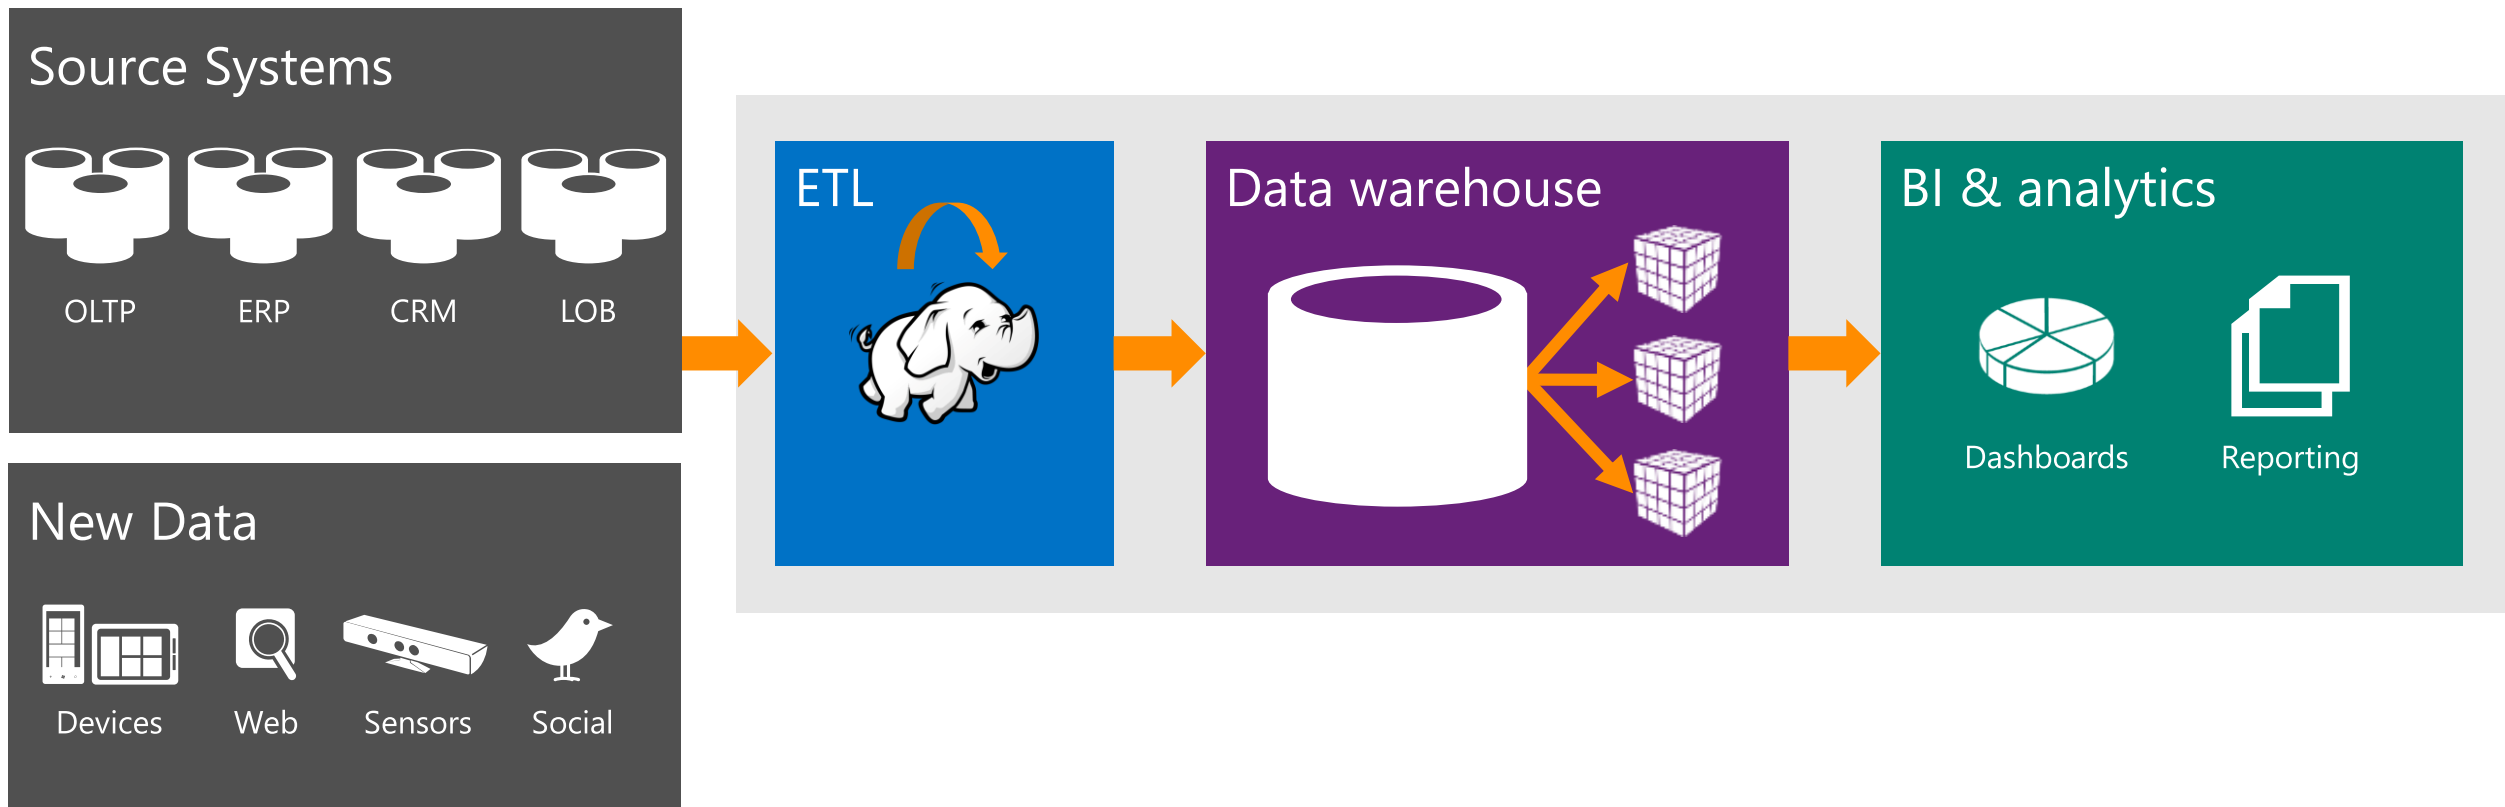 Source Systems
OLTP
ERP
CRM
LOB
New Data
Devices
Web
Sensors
Social
ETL
Data warehouse
BI & analytics
Dashboards
Reporting